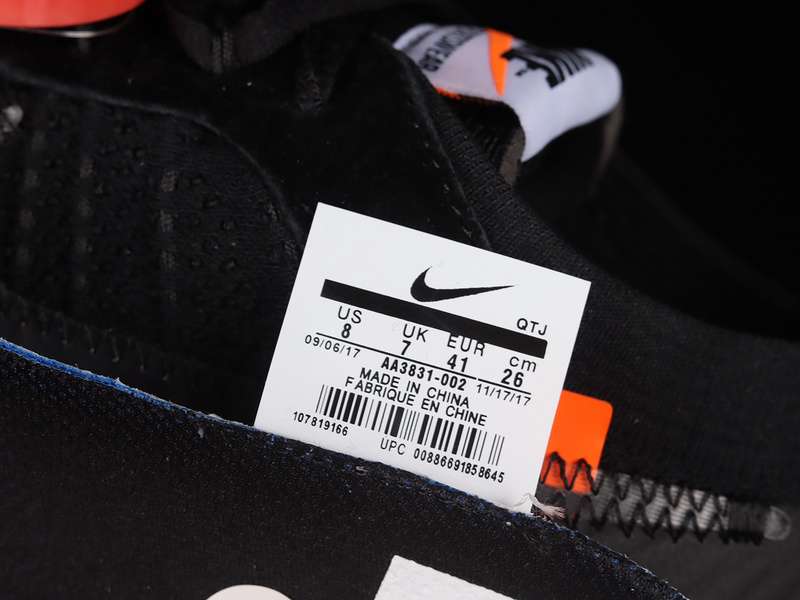 NIKE
QTJ
US UK EUR cm
8 7 41 26
09/06/17 AA3831-002 11/17/17
MADE IN CHINA
FABRIQUE EN CHINE
107819166 UPC 00886691858645